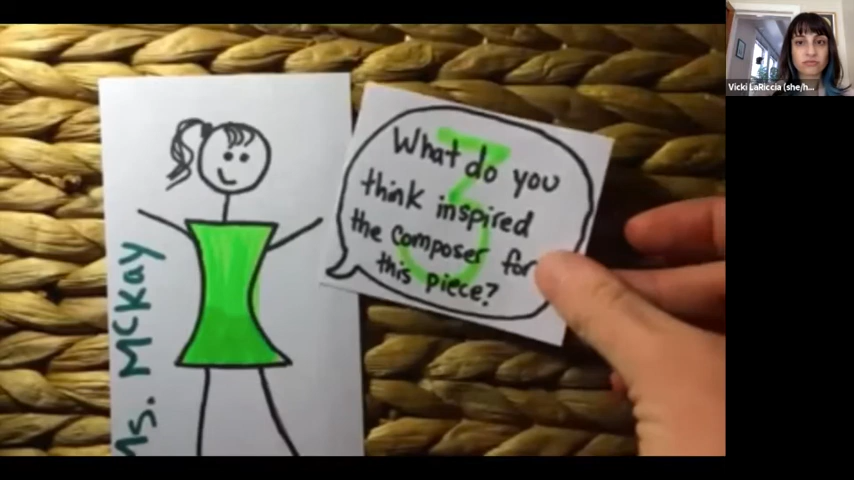 Ms. McKay
3
What do you
think inspired
the composer for
this piece?
Vicki LaRiccia (she/h...